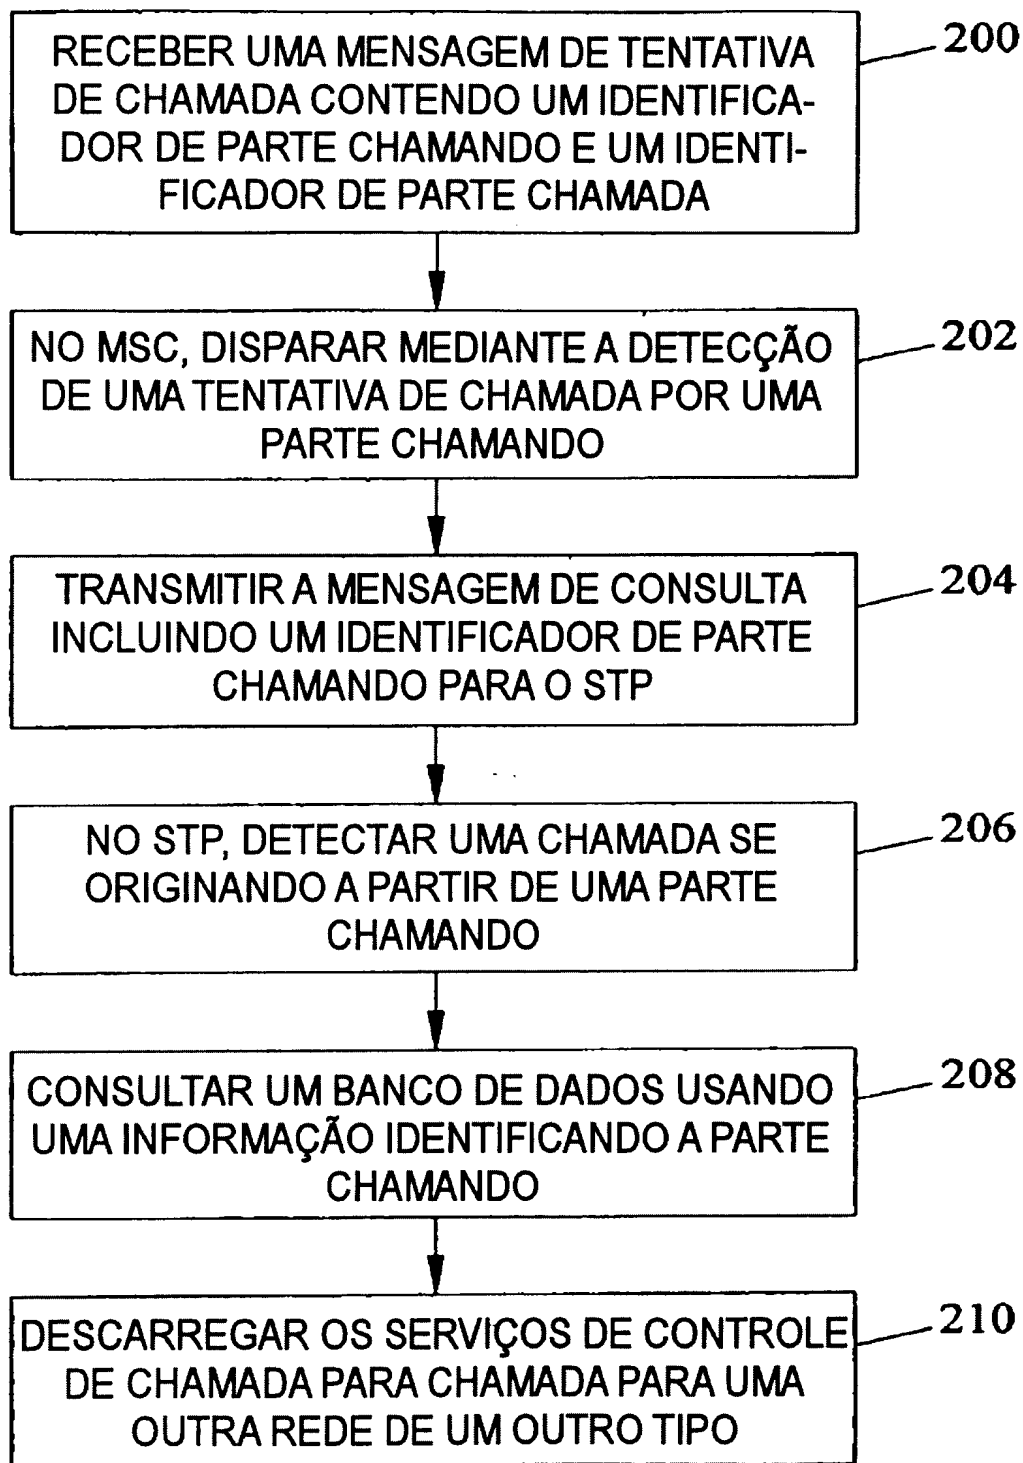 RECEBER UMA MENSAGEM DE TENTATIVA
DE CHAMADA CONTENDO UM IDENTIFICA-
DOR DE PARTE CHAMANDO E UM IDENTI-
FICADOR DE PARTE CHAMADA
200
NO MSC, DISPARAR MEDIANTE A DETECÇÃO
DE UMA TENTATIVA DE CHAMADA POR UMA
PARTE CHAMANDO
202
TRANSMITIR A MENSAGEM DE CONSULTA
INCLUINDO UM IDENTIFICADOR DE PARTE
CHAMANDO PARA O STP
204
NO STP, DETECTAR UMA CHAMADA SE
ORIGINANDO A PARTIR DE UMA PARTE
CHAMANDO
206
CONSULTAR UM BANCO DE DADOS USANDO
UMA INFORMAÇÃO IDENTIFICANDO A PARTE
CHAMANDO
208
DESCARREGAR OS SERVIÇOS DE CONTROLE
DE CHAMADA PARA CHAMADA PARA UMA
OUTRA REDE DE UM OUTRO TIPO
210